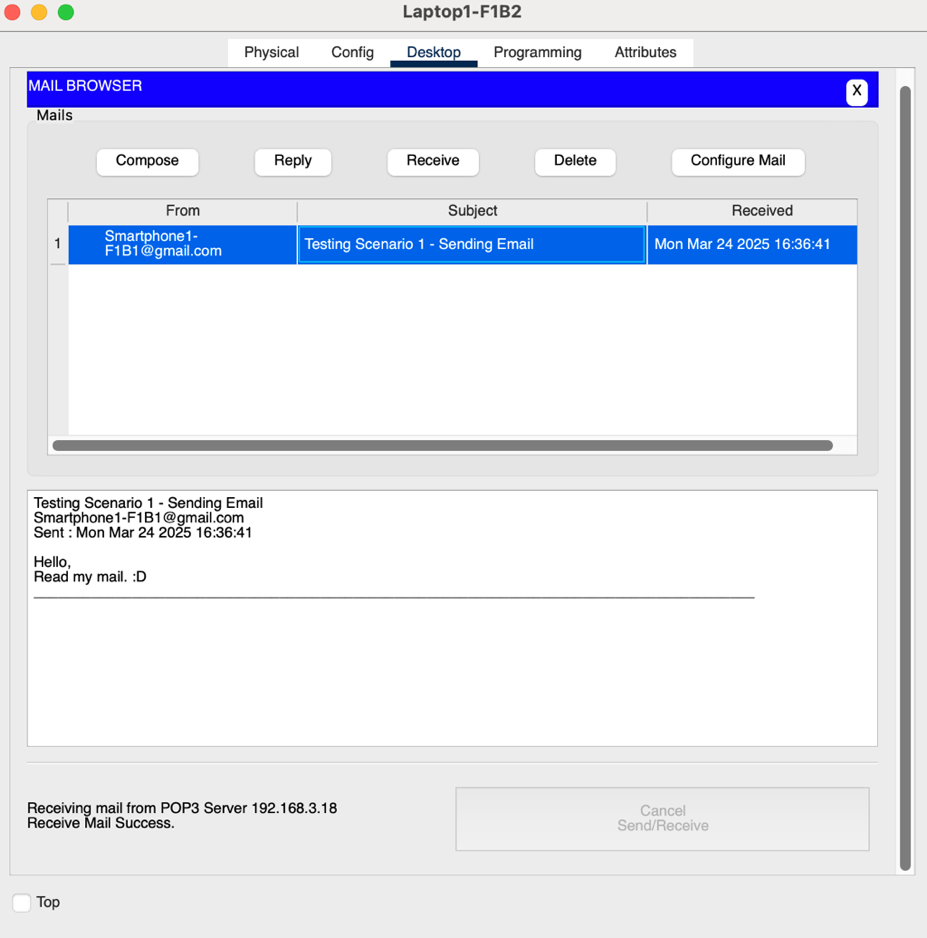 Laptop1-F1B2
Physical Config Desktop Programming Attributes
MAIL BROWSER X
Mails
Compose Reply Receive Delete Configure Mail
From Subject Received
1 Smartphone1-
F1B1@gmail.com Testing Scenario 1 - Sending Email Mon Mar 24 2025 16:36:41
Testing Scenario 1 - Sending Email
Smartphone1-F1B1@gmail.com
Sent : Mon Mar 24 2025 16:36:41
Hello,
Read my mail. :D
Receiving mail from POP3 Server 192.168.3.18
Receive Mail Success.
Cancel
Send/Receive
Top